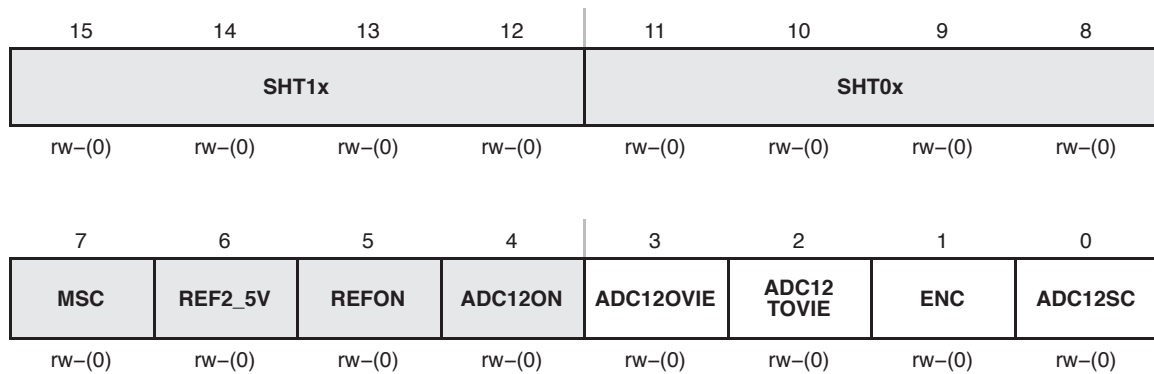 15 14 13 12 11 10 9 8
SHT1x SHT0x
rw−(0) rw−(0) rw−(0) rw−(0) rw−(0) rw−(0) rw−(0) rw−(0)
7 6 5 4 3 2 1 0
MSC REF2_5V REFON ADC12ON ADC12OVIE ADC12 TOVIE ENC ADC12SC
rw−(0) rw−(0) rw−(0) rw−(0) rw−(0) rw−(0) rw−(0) rw−(0)